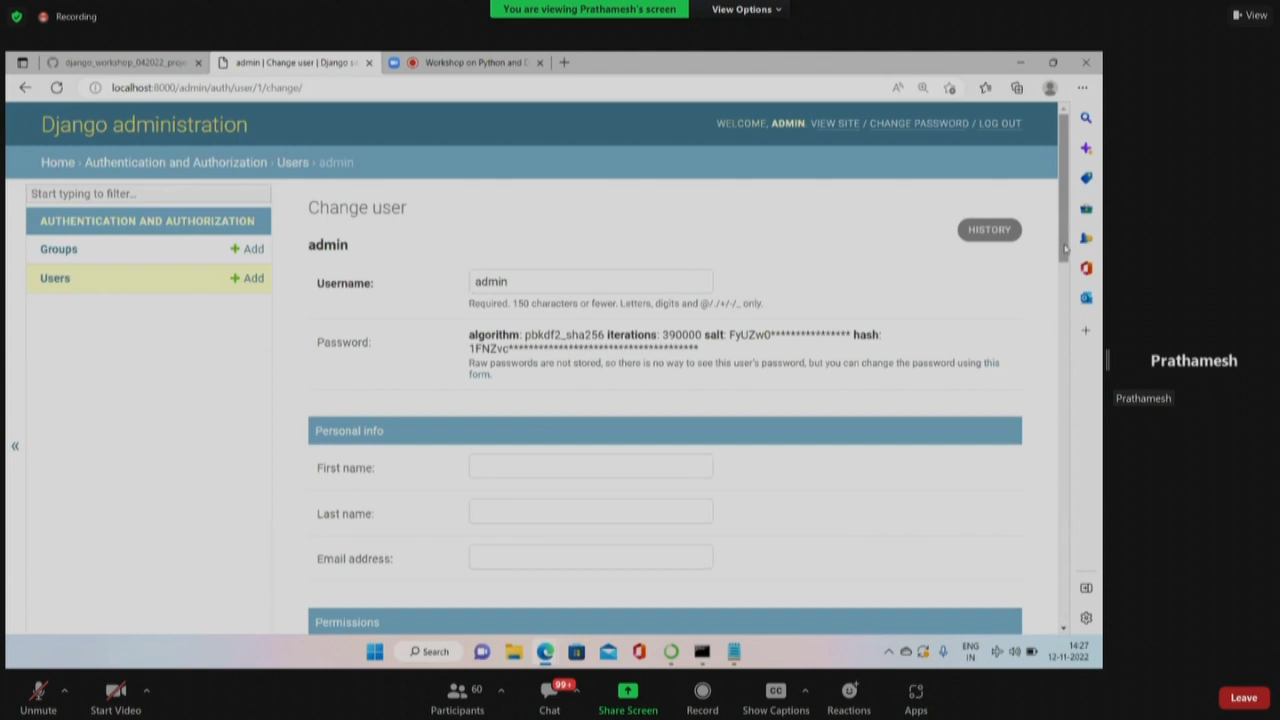 Recording
You are viewing Prathamesh's screen
View Options
View
django_workshop_042022_proje
admin | Change user | Django s
Workshop on Python and D
localhost:8000/admin/auth/user/1/change/
Django administration
WELCOME, ADMIN. VIEW SITE / CHANGE PASSWORD / LOG OUT
Home › Authentication and Authorization › Users › admin
Start typing to filter...
AUTHENTICATION AND AUTHORIZATION
Groups
+ Add
Users
+ Add
Change user
HISTORY
admin
Username:
admin
Required. 150 characters or fewer. Letters, digits and @/./+/-/_ only.
Password:
algorithm: pbkdf2_sha256 iterations: 390000 salt: FyUZw0**************** hash:
1FNZvc**************************************
Raw passwords are not stored, so there is no way to see this user's password, but you can change the password using this
form.
Personal info
First name:
Last name:
Email address:
Permissions
Prathamesh
Prathamesh
Search
ENG
IN
14:27
12-11-2022
Unmute
Start Video
60
Participants
99+
Chat
Share Screen
Record
CC
Show Captions
Reactions
Apps
Leave